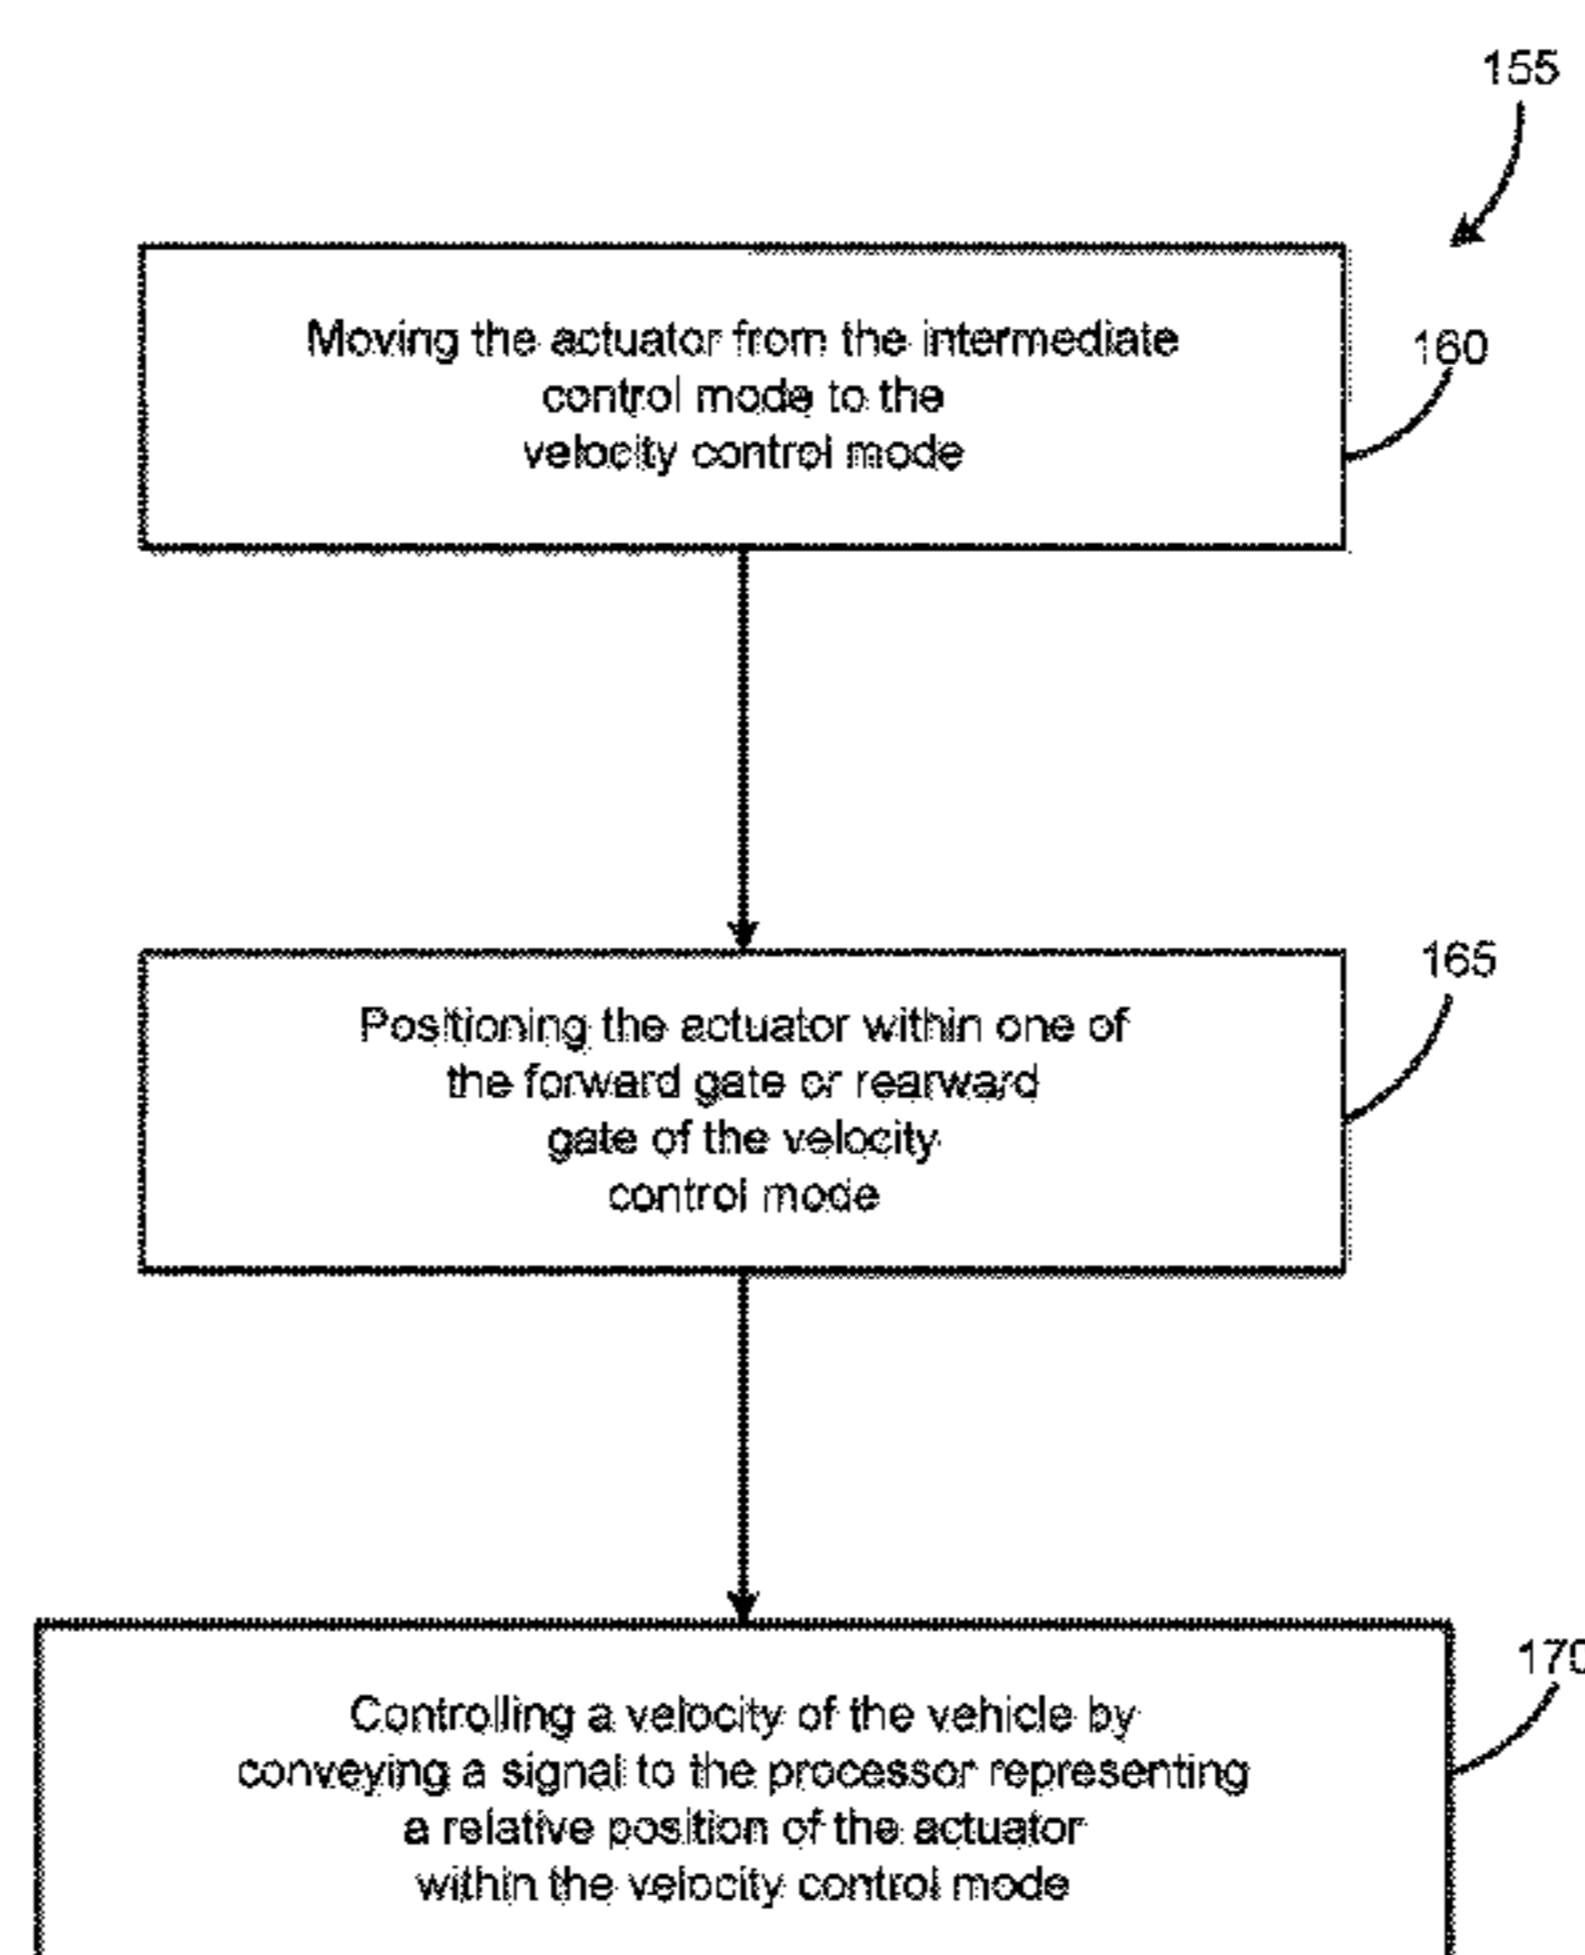 155
Moving the actuator from the intermediate
160
control mode to the
velocity control mode
165
Positioning the actuator within one of
the forward gate or rearward
gate of the velocity
control mode
170
Controlling a velocity of the vehicle by
conveying a signal to the processor representing
a relative position of the actuator
within the velocity control mode